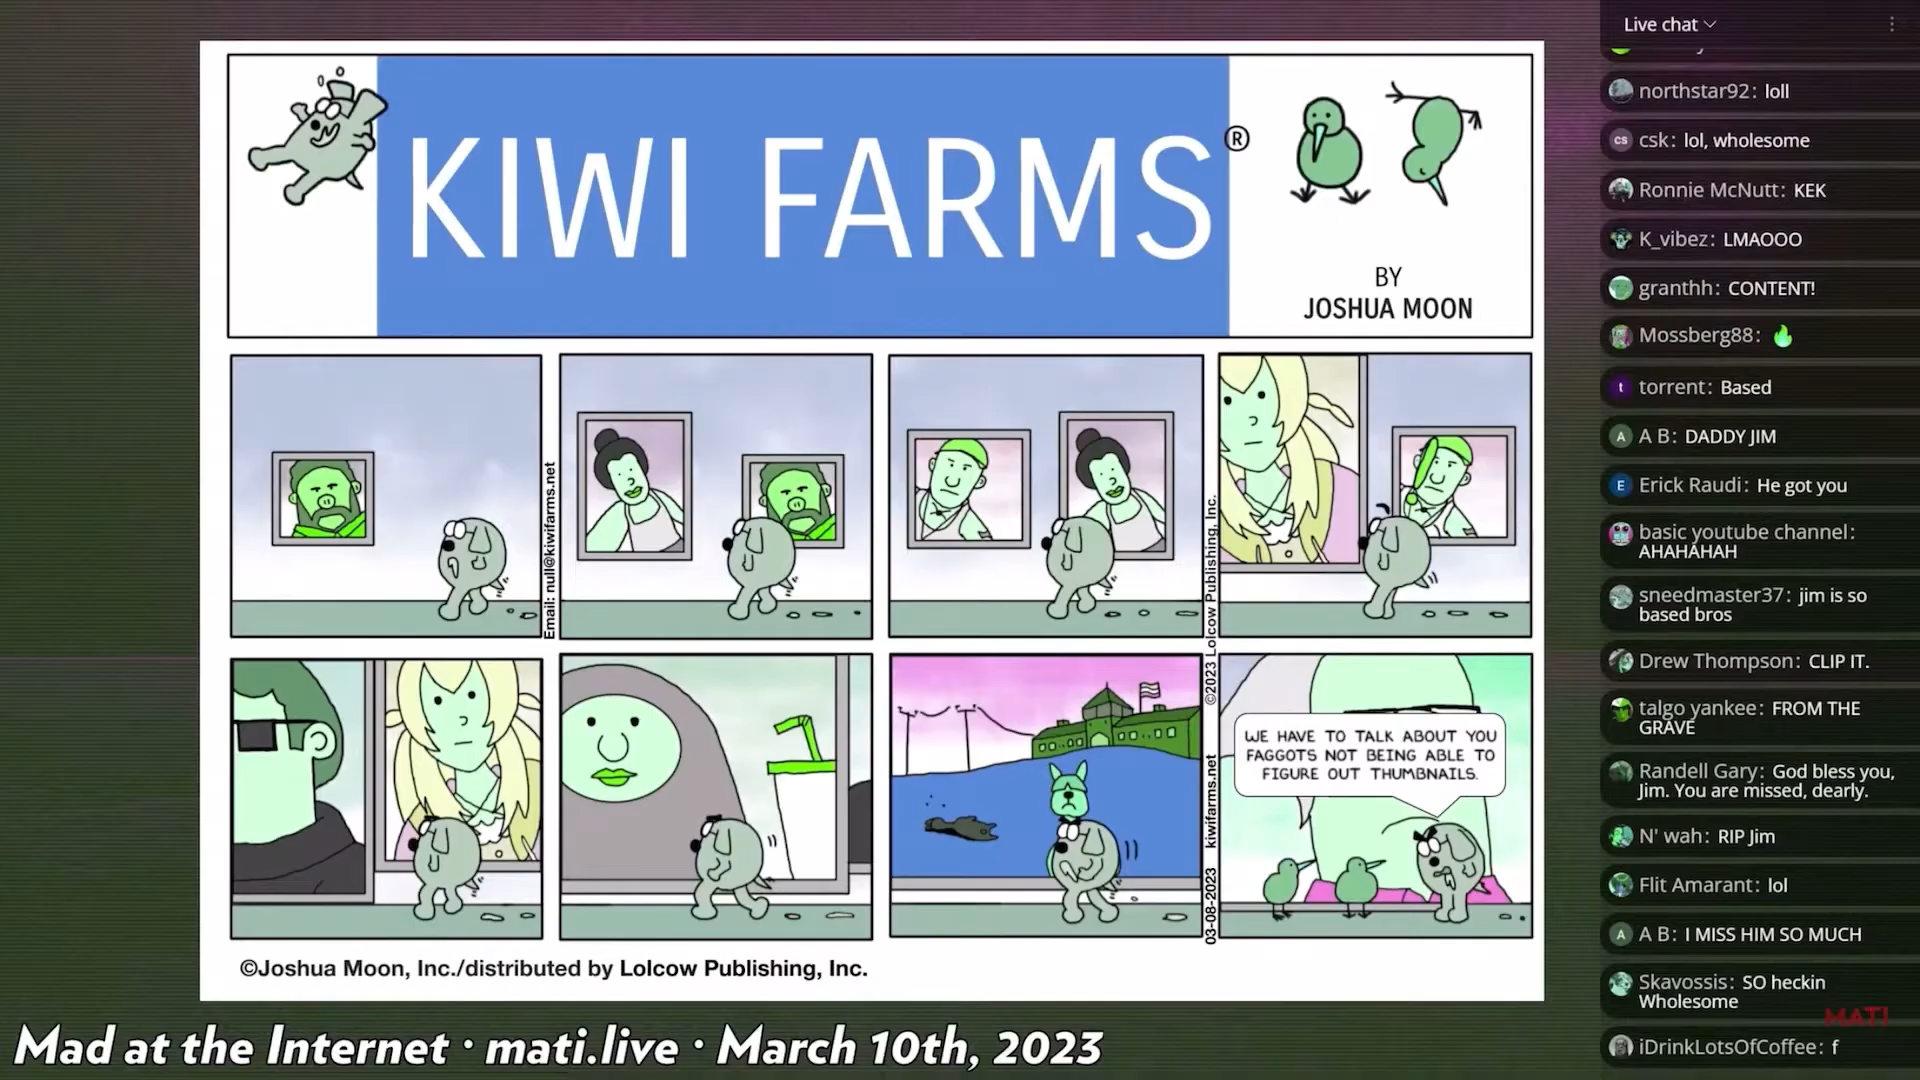 KIWI FARMS®
BY
JOSHUA MOON
Email: null@kiwifarms.net
©2023 Lolcow Publishing, Inc.
03-08-2023 kiwifarms.net
WE HAVE TO TALK ABOUT YOU
FAGGOTS NOT BEING ABLE TO
FIGURE OUT THUMBNAILS.
©Joshua Moon, Inc./distributed by Lolcow Publishing, Inc.
Mad at the Internet · mati.live · March 10th, 2023
Live chat
northstar92: loll
cs csk: lol, wholesome
Ronnie McNutt: KEK
K_vibez: LMAOOO
granthh: CONTENT!
Mossberg88:
t torrent: Based
A A B: DADDY JIM
E Erick Raudi: He got you
basic youtube channel:
AHAHAHAH
sneedmaster37: jim is so
based bros
Drew Thompson: CLIP IT.
talgo yankee: FROM THE
GRAVE
Randell Gary: God bless you,
Jim. You are missed, dearly.
N' wah: RIP Jim
Flit Amarant: lol
A A B: I MISS HIM SO MUCH
Skavossis: SO heckin
Wholesome
MATI
iDrinkLotsOfCoffee: f